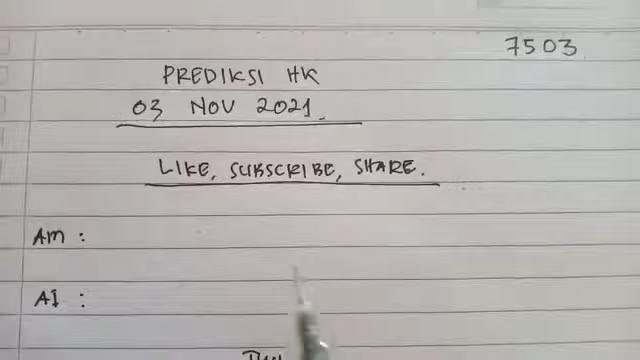 7503
PREDIKSI HK
03 NOV 2021
LIKE, SUBSCRIBE, SHARE.
AM :
AI :